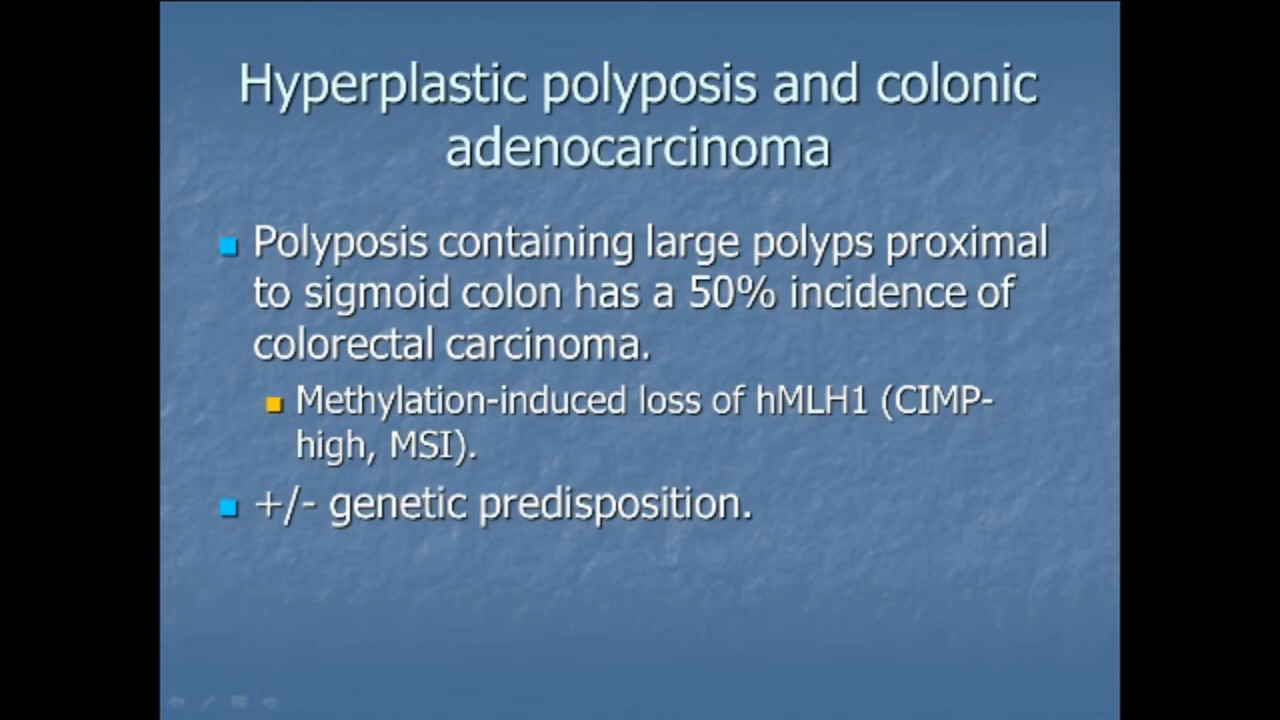 Hyperplastic polyposis and colonic
adenocarcinoma
Polyposis containing large polyps proximal
to sigmoid colon has a 50% incidence of
colorectal carcinoma.
Methylation-induced loss of hMLH1 (CIMP-
high, MSI).
+/- genetic predisposition.